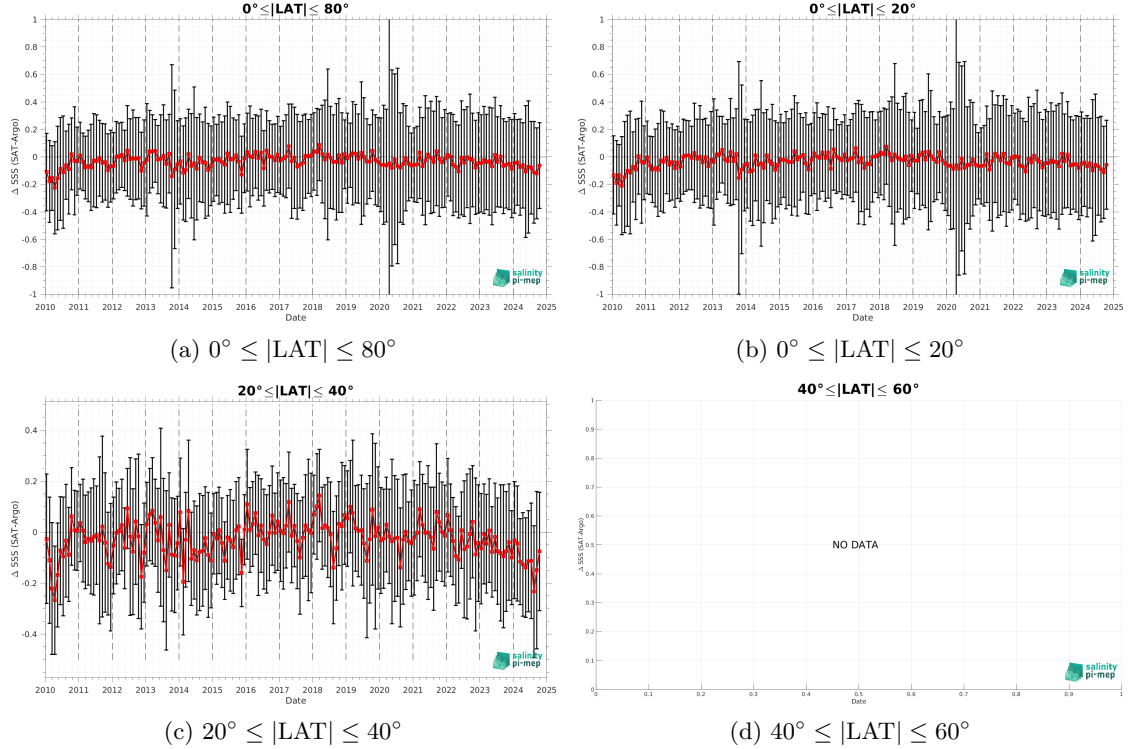 0°≤|LAT|≤ 80°
Δ SSS (SAT-Argo)
1
0.8
0.6
0.4
0.2
0
-0.2
-0.4
-0.6
-0.8
-1
2010 2011 2012 2013 2014 2015 2016 2017 2018 2019 2020 2021 2022 2023 2024 2025
Date
salinity
pi-mep
(a) 0° ≤ |LAT| ≤ 80°
0°≤|LAT|≤ 20°
Δ SSS (SAT-Argo)
1
0.8
0.6
0.4
0.2
0
-0.2
-0.4
-0.6
-0.8
-1
2010 2011 2012 2013 2014 2015 2016 2017 2018 2019 2020 2021 2022 2023 2024 2025
Date
salinity
pi-mep
(b) 0° ≤ |LAT| ≤ 20°
20°≤|LAT|≤ 40°
Δ SSS (SAT-Argo)
0.4
0.2
0
-0.2
-0.4
2010 2011 2012 2013 2014 2015 2016 2017 2018 2019 2020 2021 2022 2023 2024 2025
Date
salinity
pi-mep
(c) 20° ≤ |LAT| ≤ 40°
40°≤|LAT|≤ 60°
Δ SSS (SAT-Argo)
1
0.9
0.8
0.7
0.6
0.5
0.4
0.3
0.2
0.1
0
NO DATA
0 0.1 0.2 0.3 0.4 0.5 0.6 0.7 0.8 0.9 1
Date
salinity
pi-mep
(d) 40° ≤ |LAT| ≤ 60°